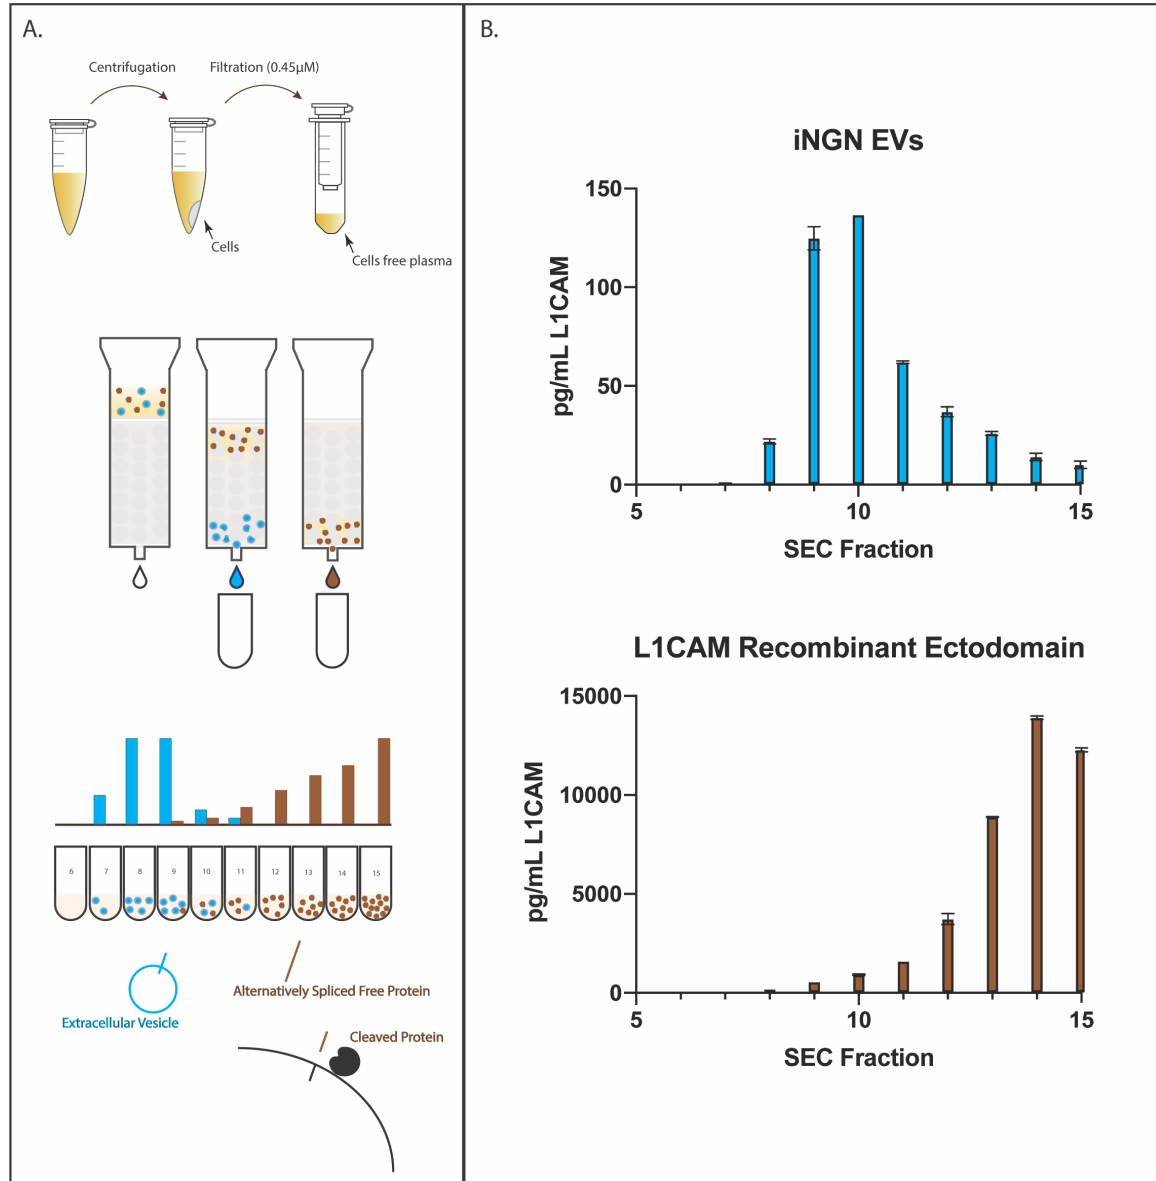 A.
Centrifugation
Filtration (0.45µM)
Cells
Cells free plasma
6 7 8 9 10 11 12 13 14 15
Extracellular Vesicle
Alternatively Spliced Free Protein
Cleaved Protein
B.
iNGN EVs
pg/mL L1CAM
150
100
50
0
5 10 15
SEC Fraction
L1CAM Recombinant Ectodomain
pg/mL L1CAM
15000
10000
5000
0
5 10 15
SEC Fraction